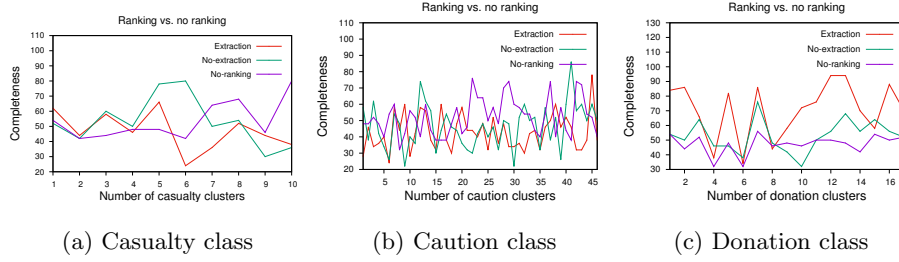 Ranking vs. no ranking
Extraction
No-extraction
No-ranking
Completeness
110
100
90
80
70
60
50
40
30
20
1 2 3 4 5 6 7 8 9 10
Number of casualty clusters
(a) Casualty class
Ranking vs. no ranking
Extraction
No-extraction
No-ranking
Completeness
110
100
90
80
70
60
50
40
30
20
5 10 15 20 25 30 35 40 45
Number of caution clusters
(b) Caution class
Ranking vs. no ranking
Extraction
No-extraction
No-ranking
Completeness
130
120
110
100
90
80
70
60
50
40
30
2 4 6 8 10 12 14 16
Number of donation clusters
(c) Donation class